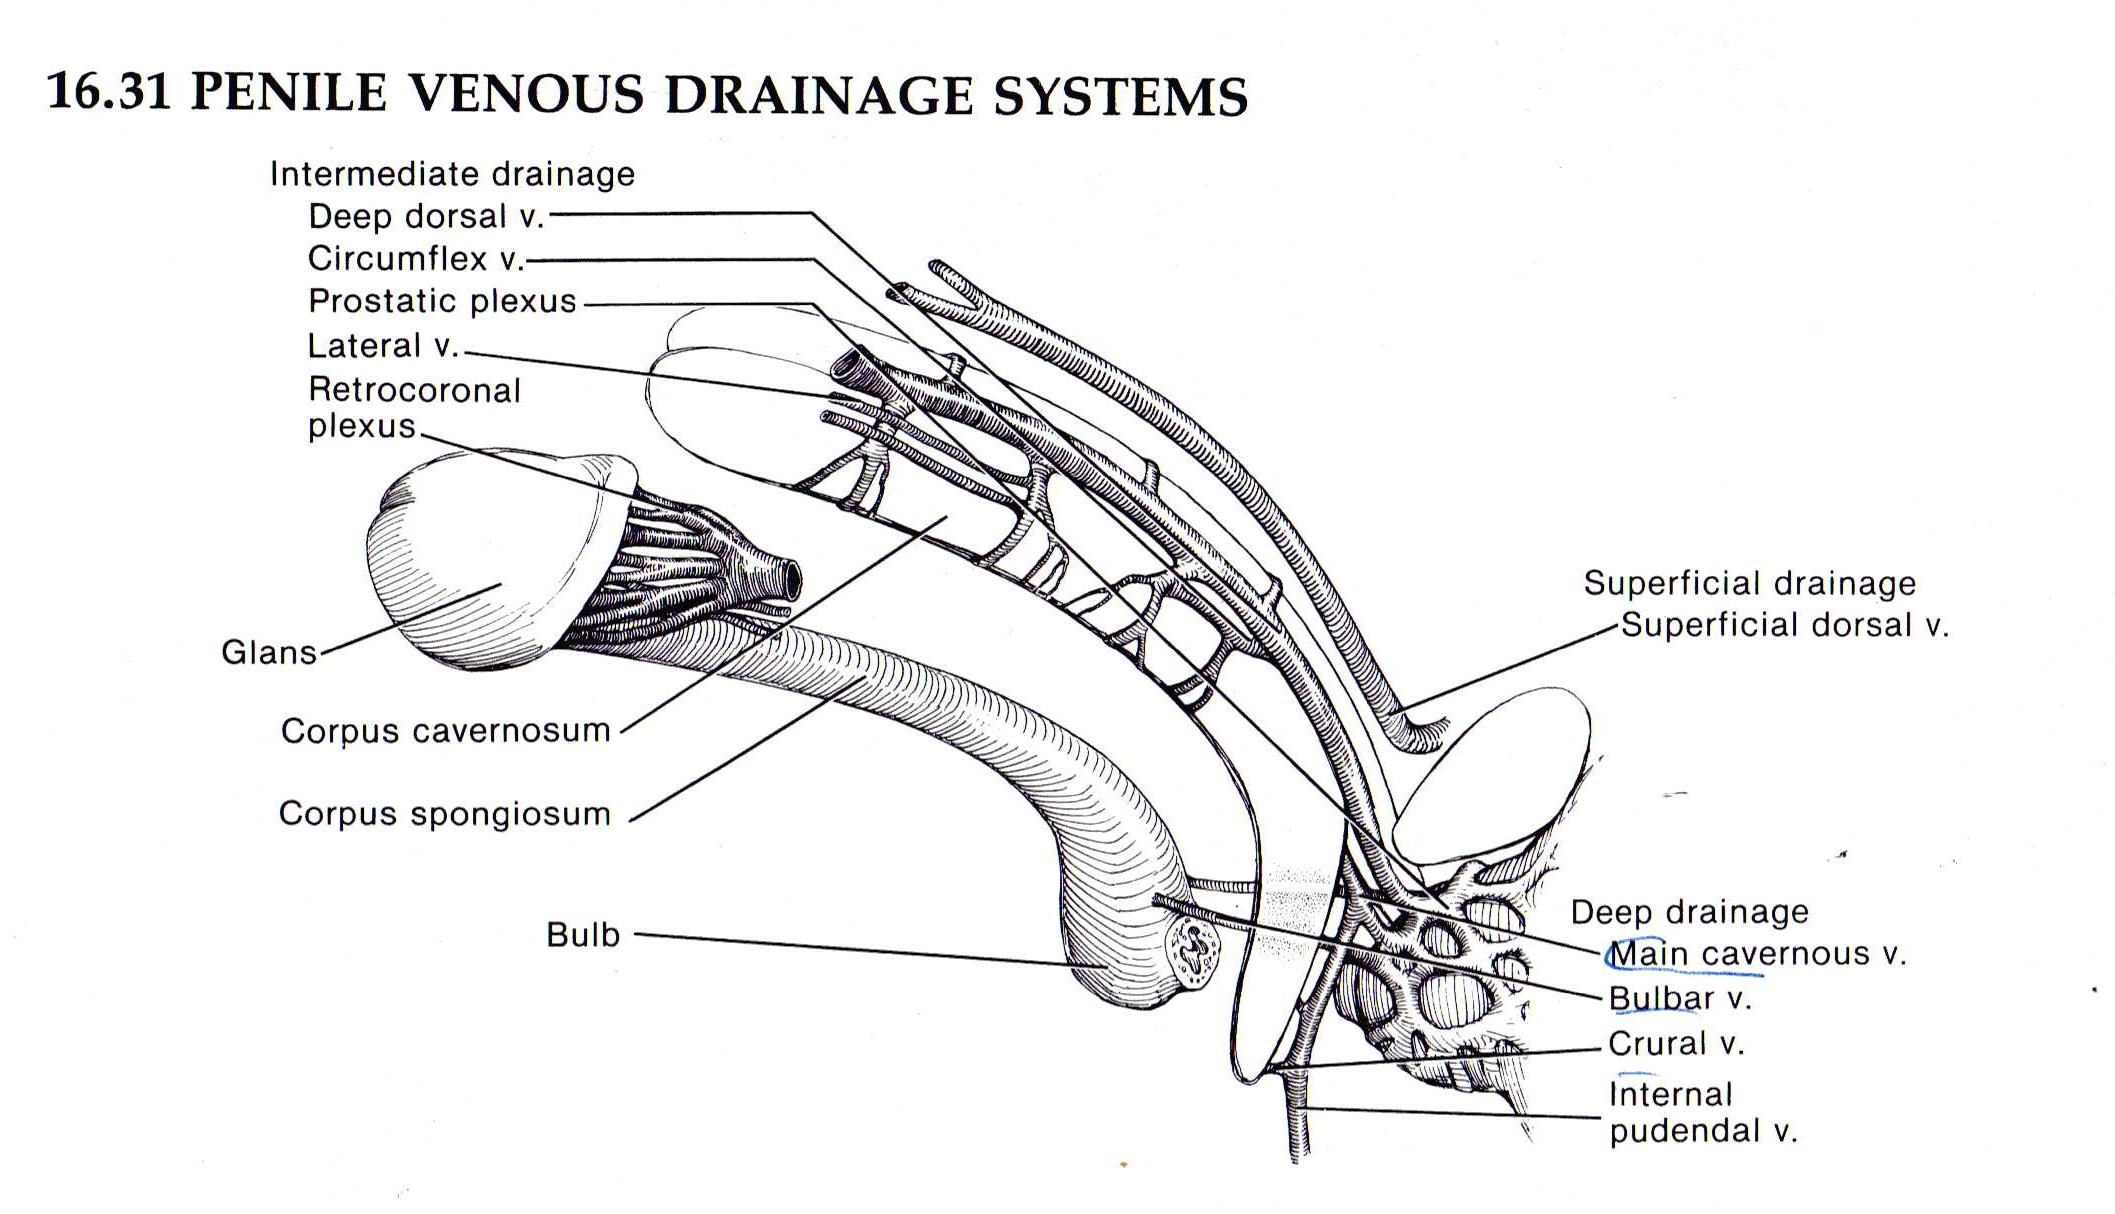 16.31 PENILE VENOUS DRAINAGE SYSTEMS
Intermediate drainage
Deep dorsal v.
Circumflex v.
Prostatic plexus
Lateral v.
Retrocoronal
plexus
Glans
Corpus cavernosum
Corpus spongiosum
Bulb
Superficial drainage
Superficial dorsal v.
Deep drainage
Main cavernous v.
Bulbar v.
Crural v.
Internal
pudendal v.